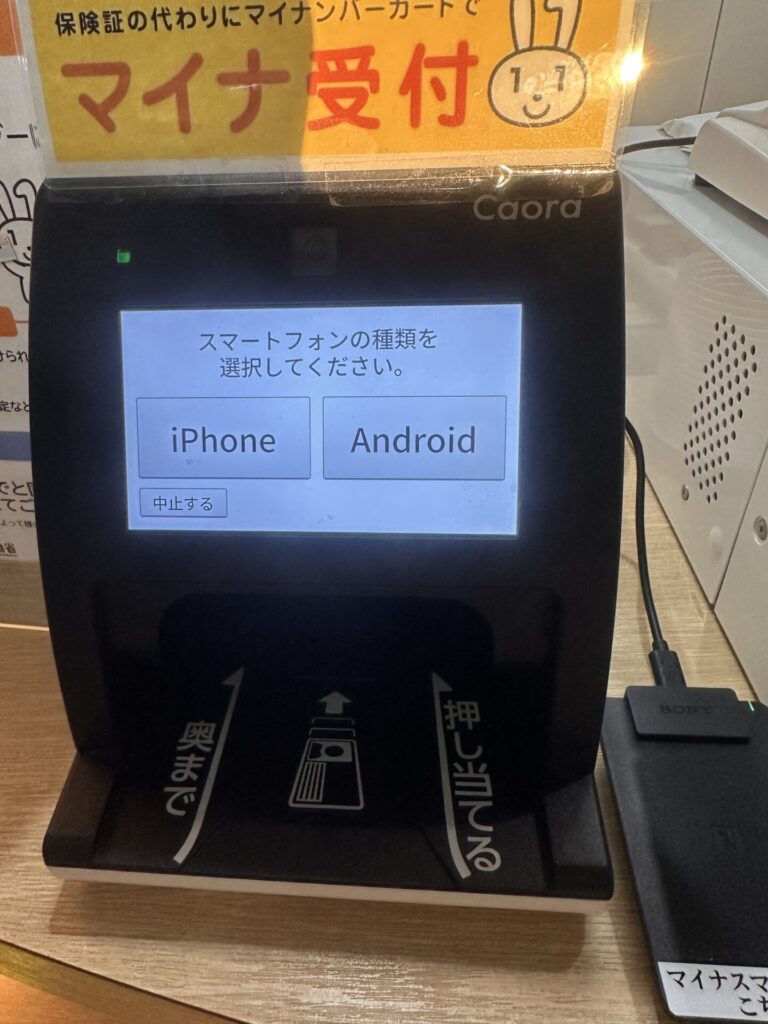 保険証の代わりにマイナンバーカードで
マイナ受付
Caora
スマートフォンの種類を
選択してください。
iPhone
Android
中止する
奥まで
押し当てる
SONY
マイナスマ
こち